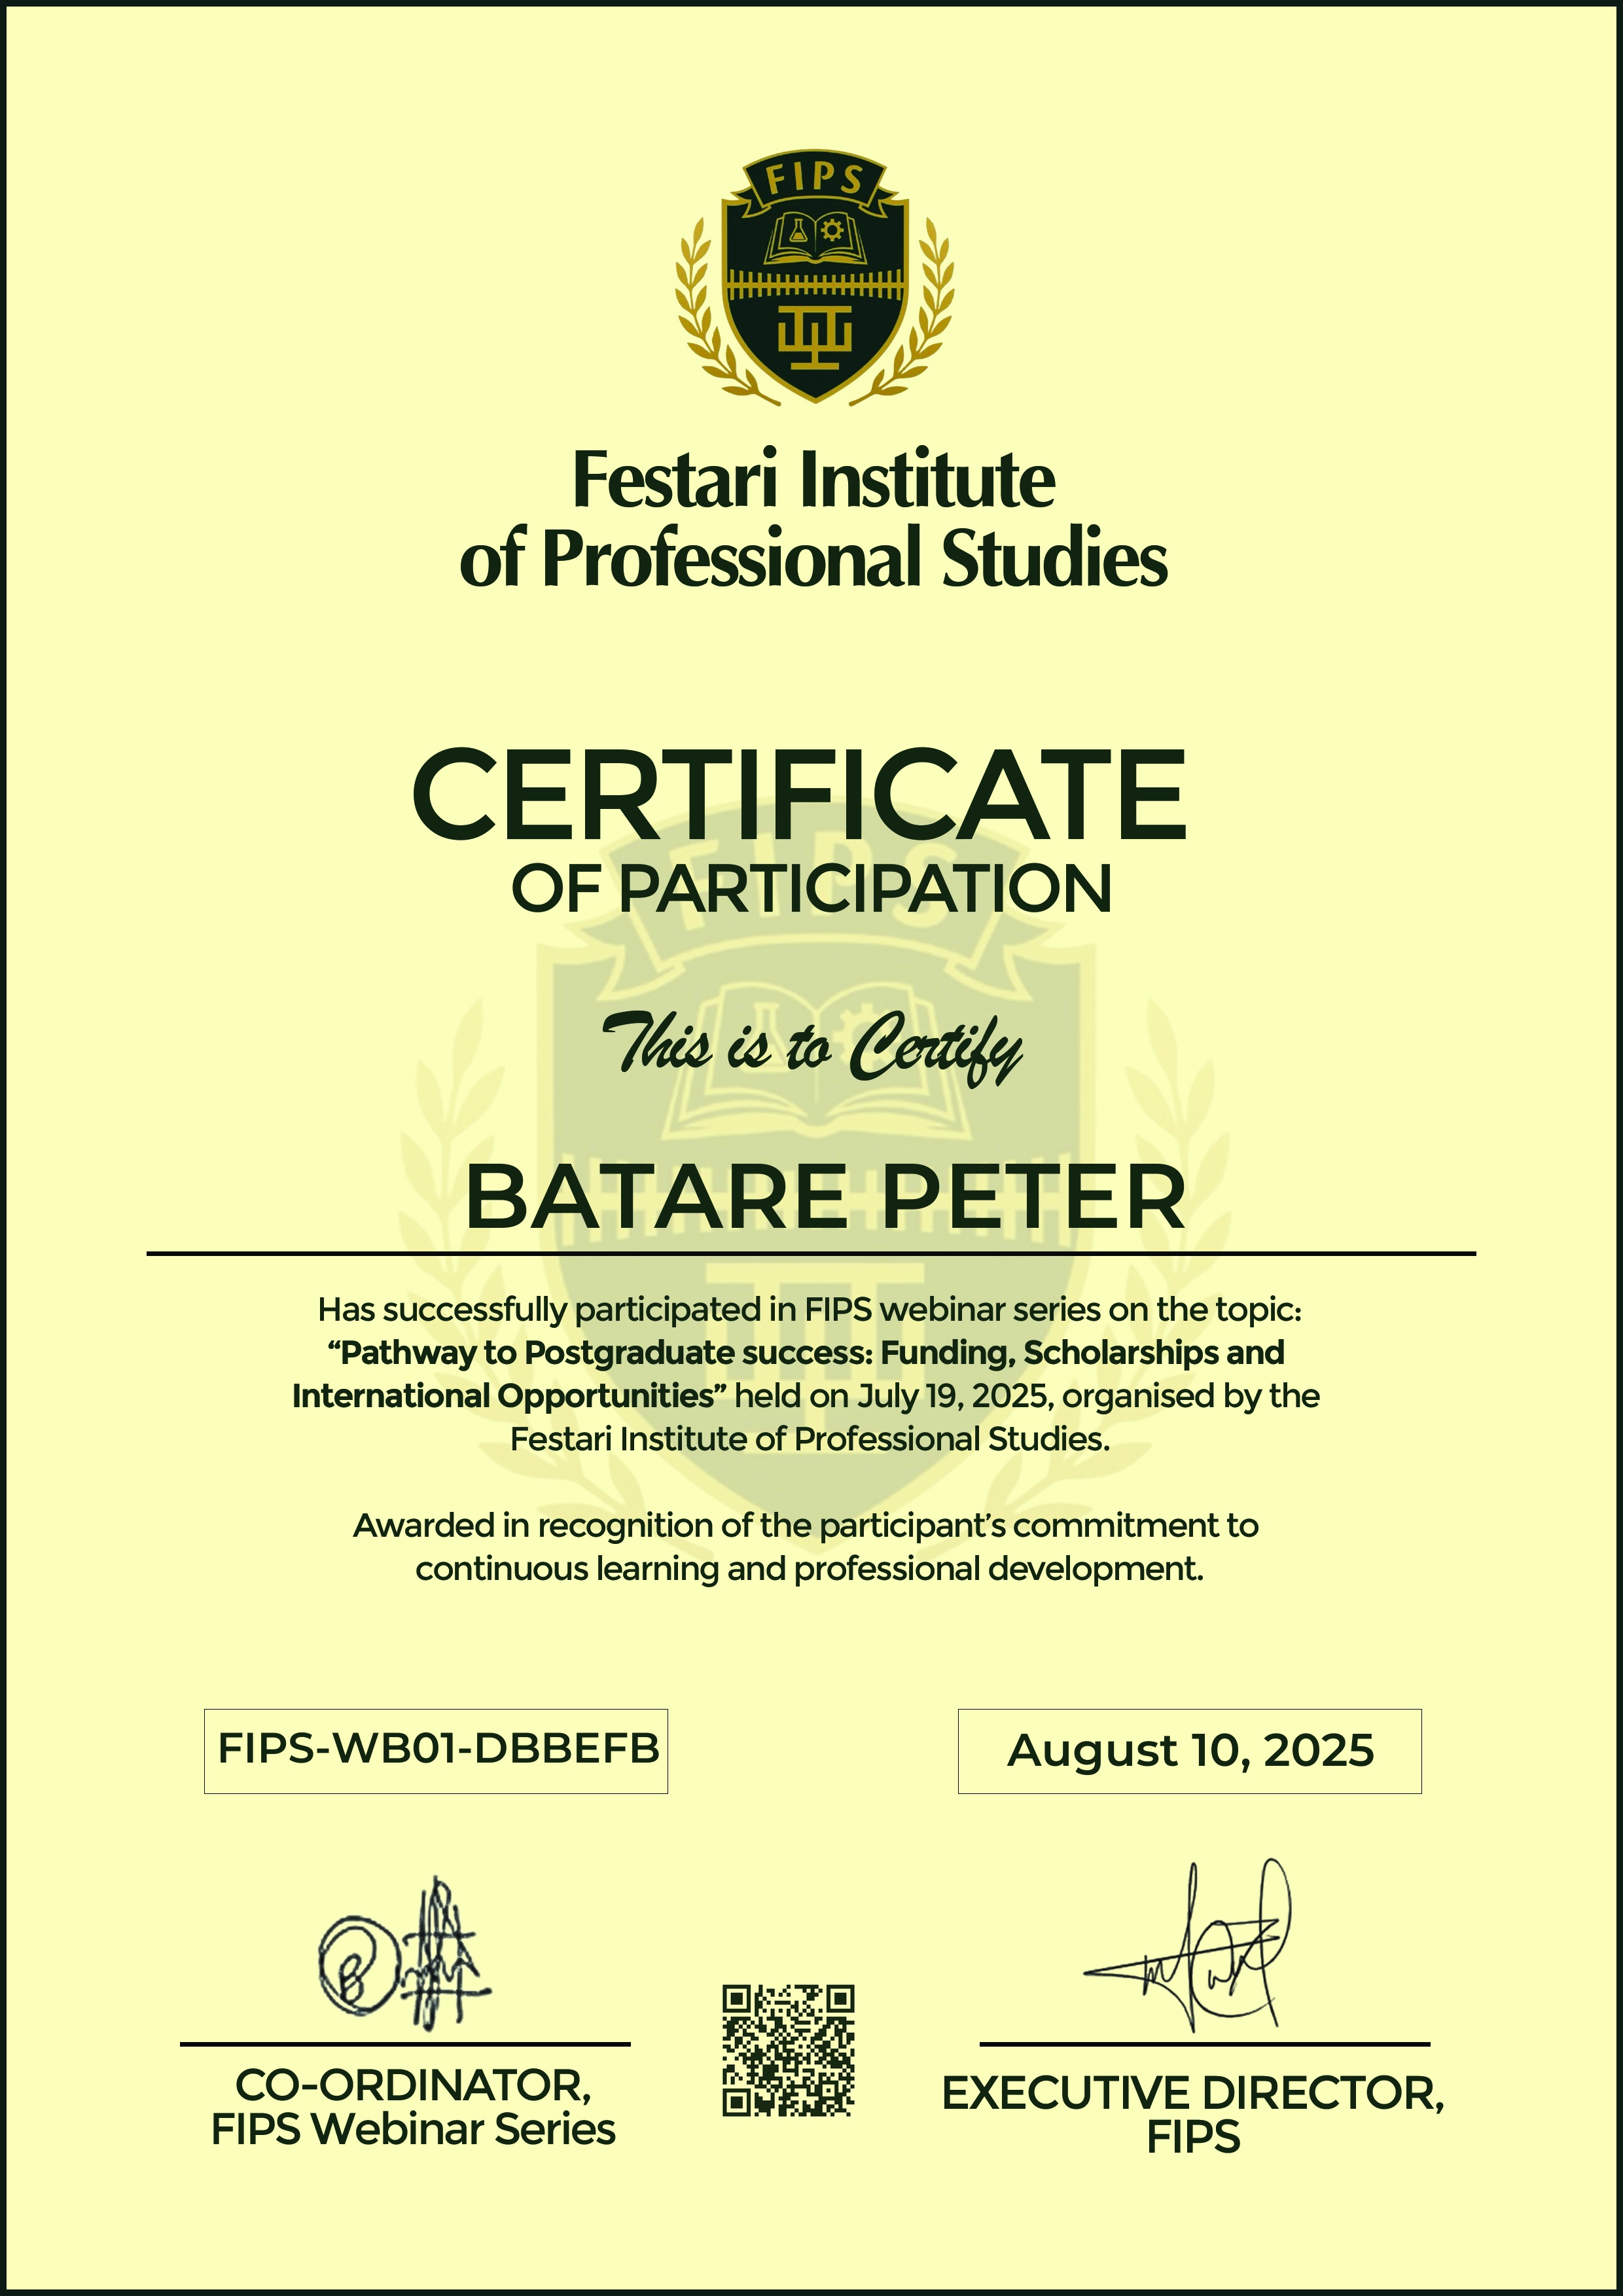 FIPS
Festari Institute
of Professional Studies
CERTIFICATE
OF PARTICIPATION
FIPS
This is to Certify
BATARE PETER
Has successfully participated in FIPS webinar series on the topic:
“Pathway to Postgraduate success: Funding, Scholarships and
International Opportunities” held on July 19, 2025, organised by the
Festari Institute of Professional Studies.
Awarded in recognition of the participant’s commitment to
continuous learning and professional development.
FIPS-WB01-DBBEFB
August 10, 2025
CO-ORDINATOR,
FIPS Webinar Series
EXECUTIVE DIRECTOR,
FIPS